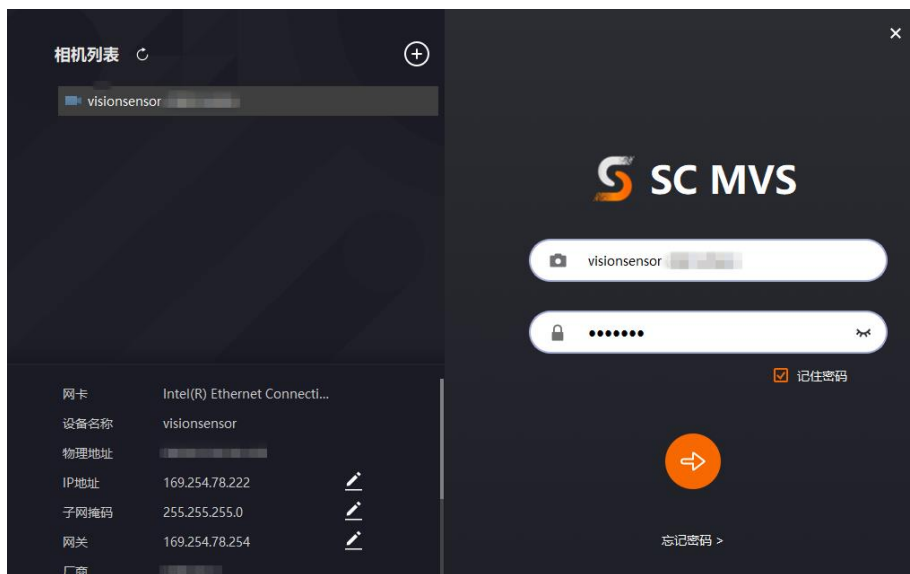 相机列表
visionsensor
网卡 Intel(R) Ethernet Connecti...
设备名称 visionsensor
物理地址
IP地址 169.254.78.222
子网掩码 255.255.255.0
网关 169.254.78.254
厂商
SC MVS
visionsensor
•••••••
记住密码
忘记密码 >